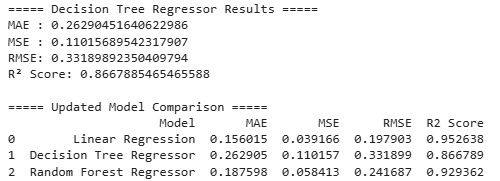 ===== Decision Tree Regressor Results =====
MAE : 0.26290451640622986
MSE : 0.11015689542317907
RMSE: 0.33189892350409794
R² Score: 0.8667885465465588
===== Updated Model Comparison =====
Model MAE MSE RMSE R2 Score
0 Linear Regression 0.156015 0.039166 0.197903 0.952638
1 Decision Tree Regressor 0.262905 0.110157 0.331899 0.866789
2 Random Forest Regressor 0.187598 0.058413 0.241687 0.929362